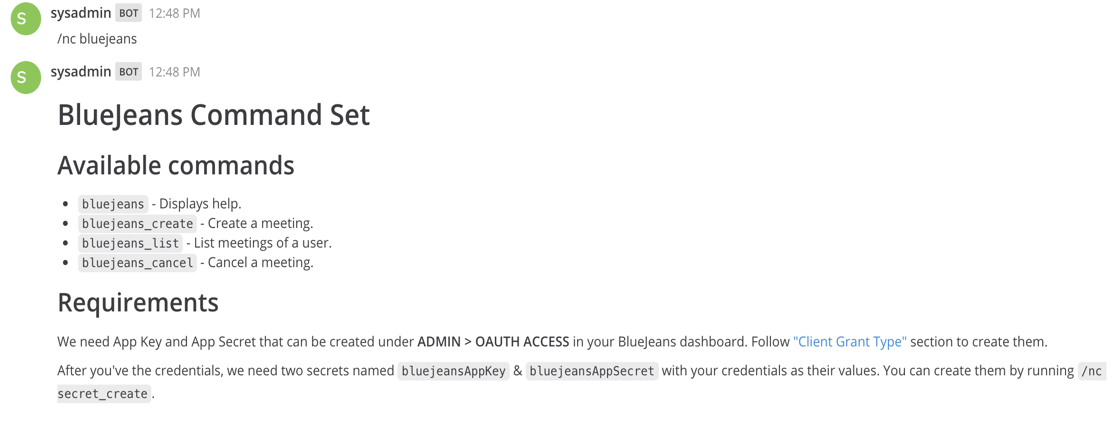 S sysadmin BOT 12:48 PM
/nc bluejeans
S sysadmin BOT 12:48 PM
BlueJeans Command Set
Available commands
• bluejeans - Displays help.
• bluejeans_create - Create a meeting.
• bluejeans_list - List meetings of a user.
• bluejeans_cancel - Cancel a meeting.
Requirements
We need App Key and App Secret that can be created under ADMIN > OAUTH ACCESS in your BlueJeans dashboard. Follow "Client Grant Type" section to create them.
After you've the credentials, we need two secrets named bluejeansAppKey & bluejeansAppSecret with your credentials as their values. You can create them by running /nc
secret_create .